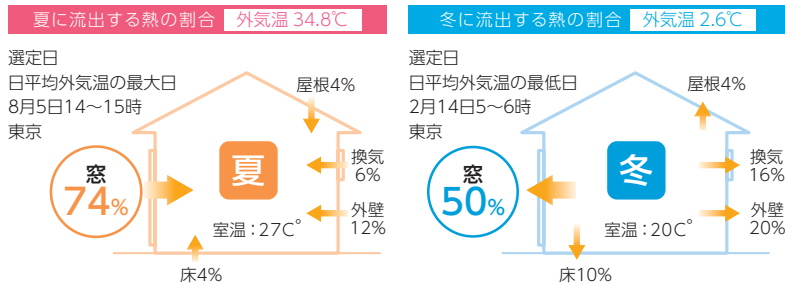 夏に流出する熱の割合 外気温 34.8℃
選定日
日平均外気温の最大日
8月5日14〜15時
東京
屋根4%
窓
74%
夏
換気
6%
外壁
12%
室温：27C°
床4%
冬に流出する熱の割合 外気温 2.6℃
選定日
日平均外気温の最低日
2月14日5〜6時
東京
屋根4%
窓
50%
冬
換気
16%
外壁
20%
室温：20C°
床10%